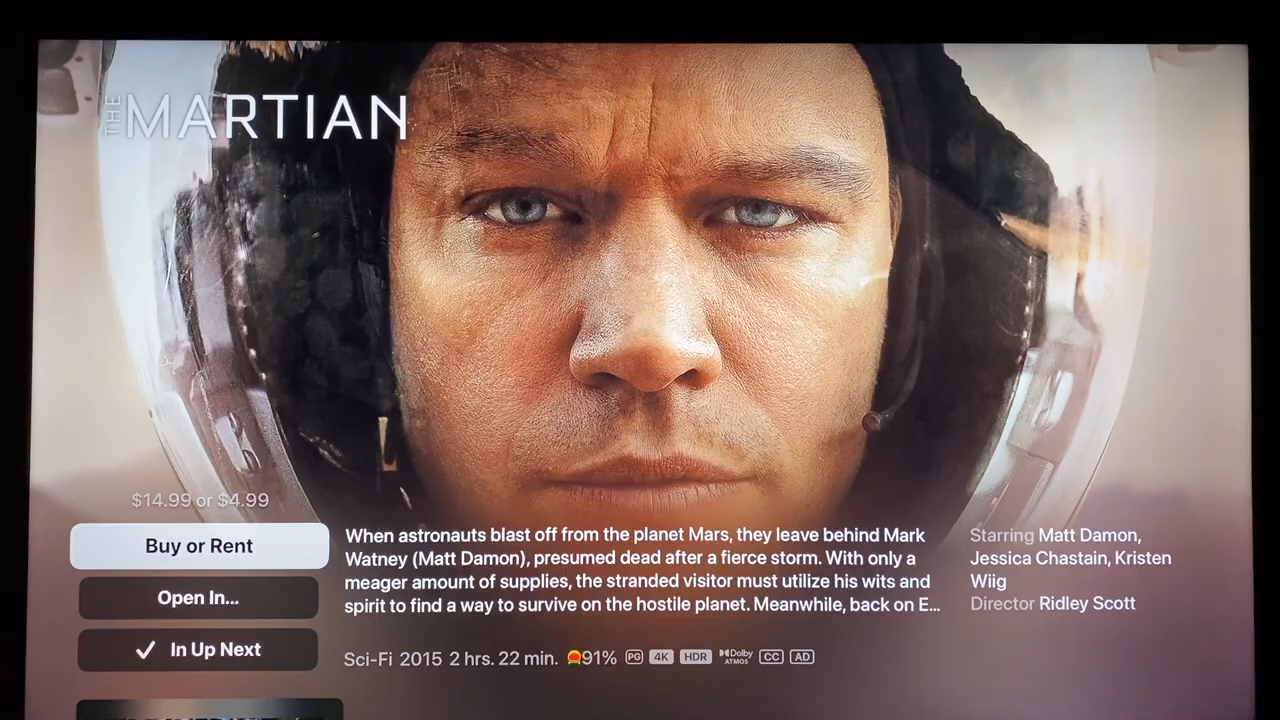 THE MARTIAN
$14.99 or $4.99
Buy or Rent
Open In...
In Up Next
When astronauts blast off from the planet Mars, they leave behind Mark
Watney (Matt Damon), presumed dead after a fierce storm. With only a
meager amount of supplies, the stranded visitor must utilize his wits and
spirit to find a way to survive on the hostile planet. Meanwhile, back on E...
Starring Matt Damon,
Jessica Chastain, Kristen
Wiig
Director Ridley Scott
Sci-Fi 2015 2 hrs. 22 min. 91% PG 4K HDR Dolby ATMOS CC AD